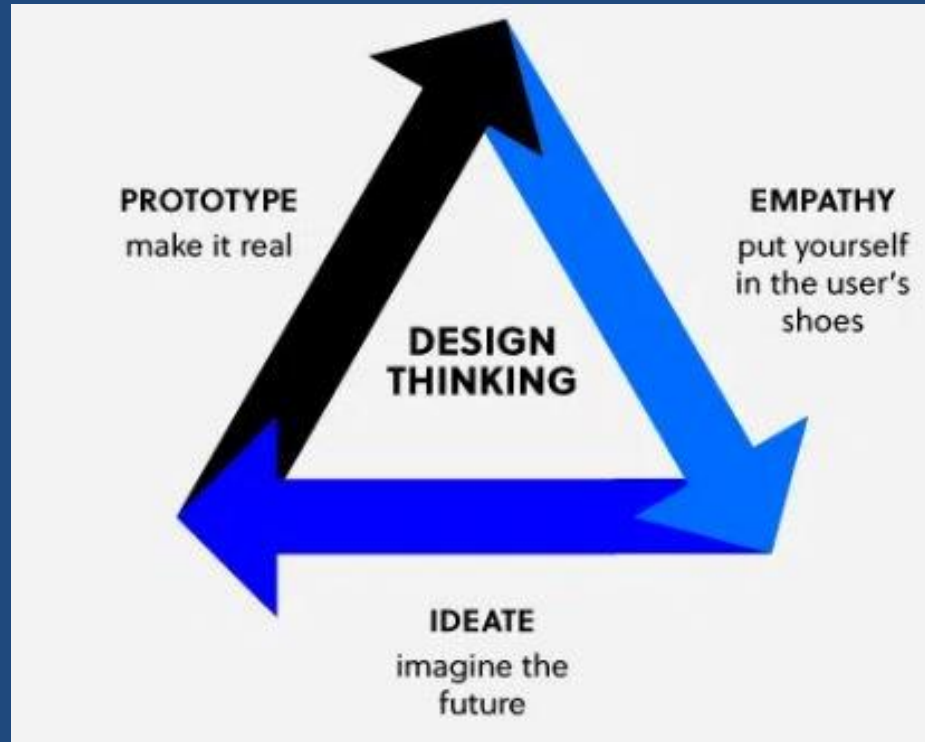 PROTOTYPE
make it real
EMPATHY
put yourself
in the user's
shoes
DESIGN
THINKING
IDEATE
imagine the
future